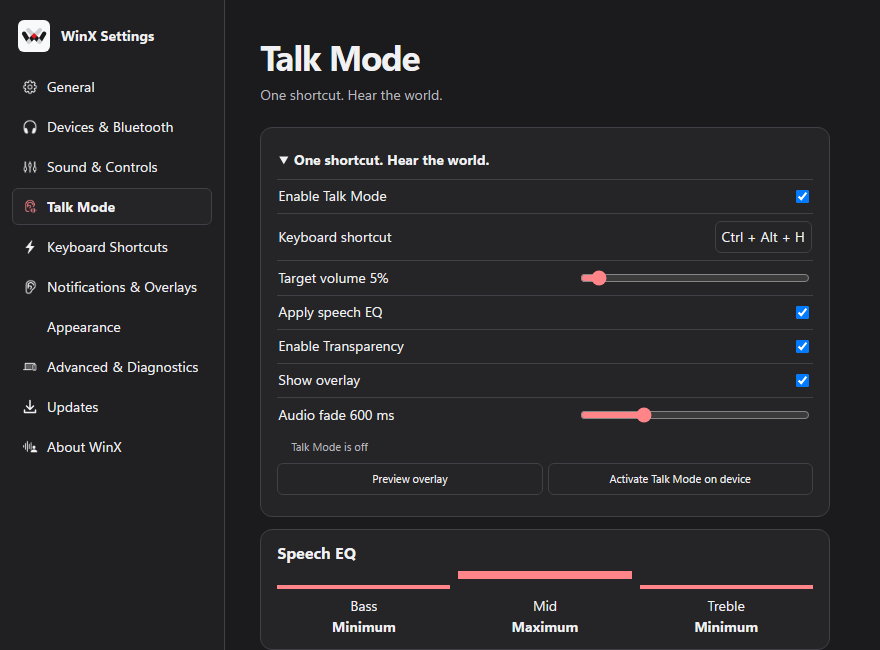 WinX Settings
General
Devices & Bluetooth
Sound & Controls
Talk Mode
Keyboard Shortcuts
Notifications & Overlays
Appearance
Advanced & Diagnostics
Updates
About WinX
Talk Mode
One shortcut. Hear the world.
▼ One shortcut. Hear the world.
Enable Talk Mode
Keyboard shortcut Ctrl + Alt + H
Target volume 5%
Apply speech EQ
Enable Transparency
Show overlay
Audio fade 600 ms
Talk Mode is off
Preview overlay Activate Talk Mode on device
Speech EQ
Bass Mid Treble
Minimum Maximum Minimum